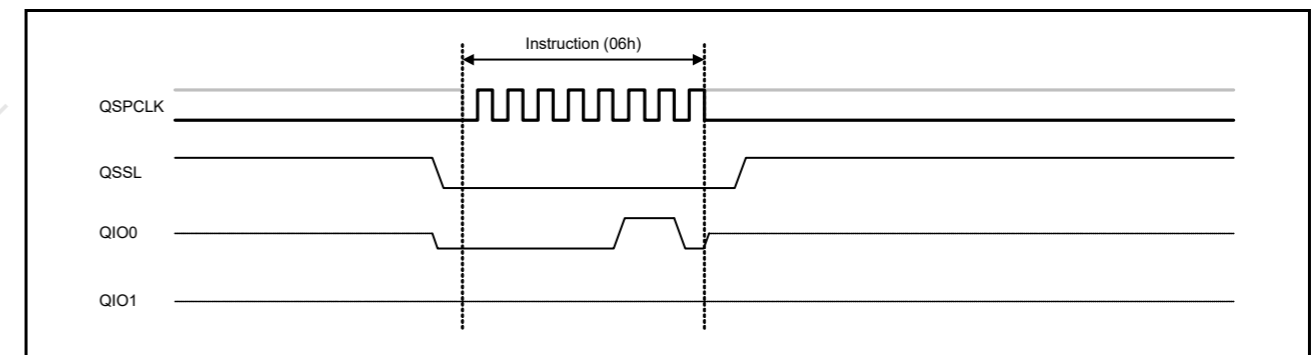 Instruction (06h)
QSPCLK
QSSL
QIO0
QIO1